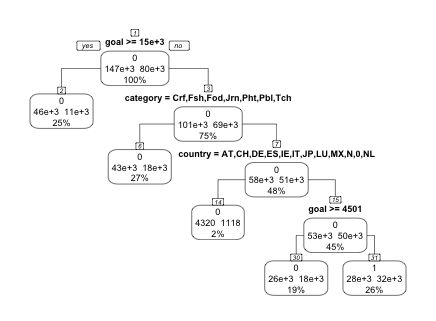 1
yes goal >= 15e+3 no
0
147e+3 80e+3
100%
2
0
46e+3 11e+3
25%
3
category = Crf,Fsh,Fod,Jrn,Pht,Pbl,Tch
0
101e+3 69e+3
75%
6
0
43e+3 18e+3
27%
7
country = AT,CH,DE,ES,IE,IT,JP,LU,MX,N,0,NL
0
58e+3 51e+3
48%
14
0
4320 1118
2%
15
goal >= 4501
0
53e+3 50e+3
45%
30
0
26e+3 18e+3
19%
31
1
28e+3 32e+3
26%